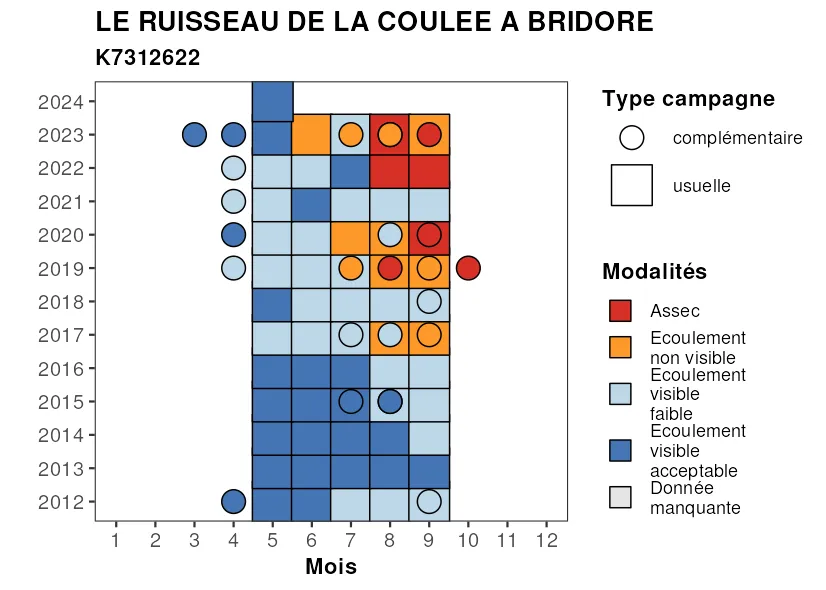 LE RUISSEAU DE LA COULEE A BRIDORE
K7312622
2024
2023
2022
2021
2020
2019
2018
2017
2016
2015
2014
2013
2012
1 2 3 4 5 6 7 8 9 10 11 12
Mois
Type campagne
complémentaire
usuelle
Modalités
Assec
Ecoulement
non visible
Ecoulement
visible
faible
Ecoulement
visible
acceptable
Donnée
manquante